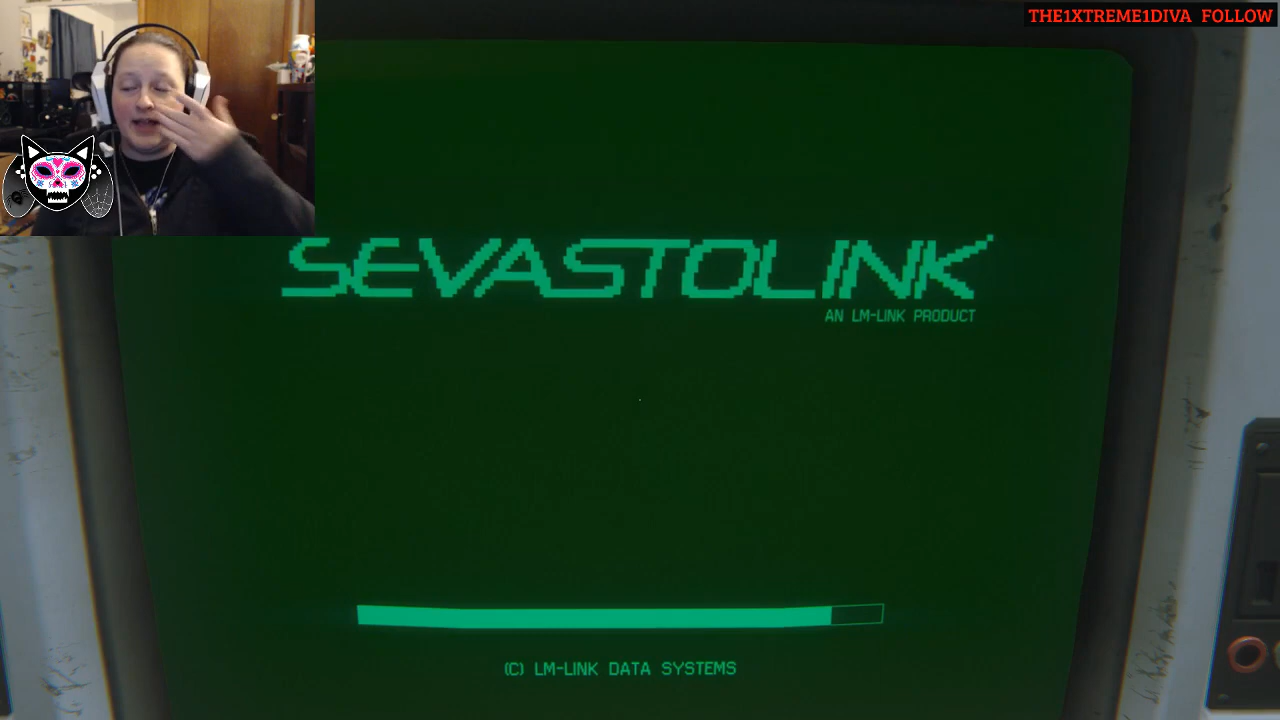 THE1XTREME1DIVA FOLLOW
SEVASTOLINK
AN LM-LINK PRODUCT
(C) LM-LINK DATA SYSTEMS